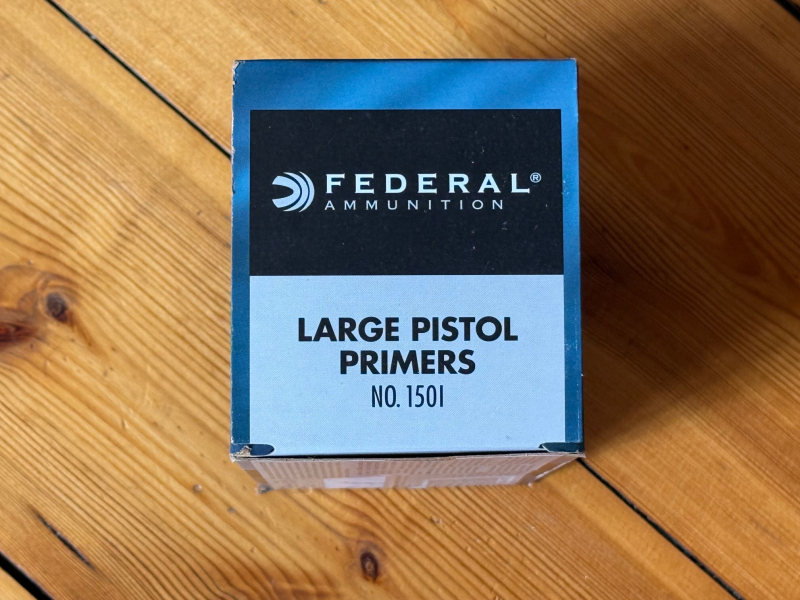 FEDERAL®
AMMUNITION
LARGE PISTOL
PRIMERS
NO. 150I